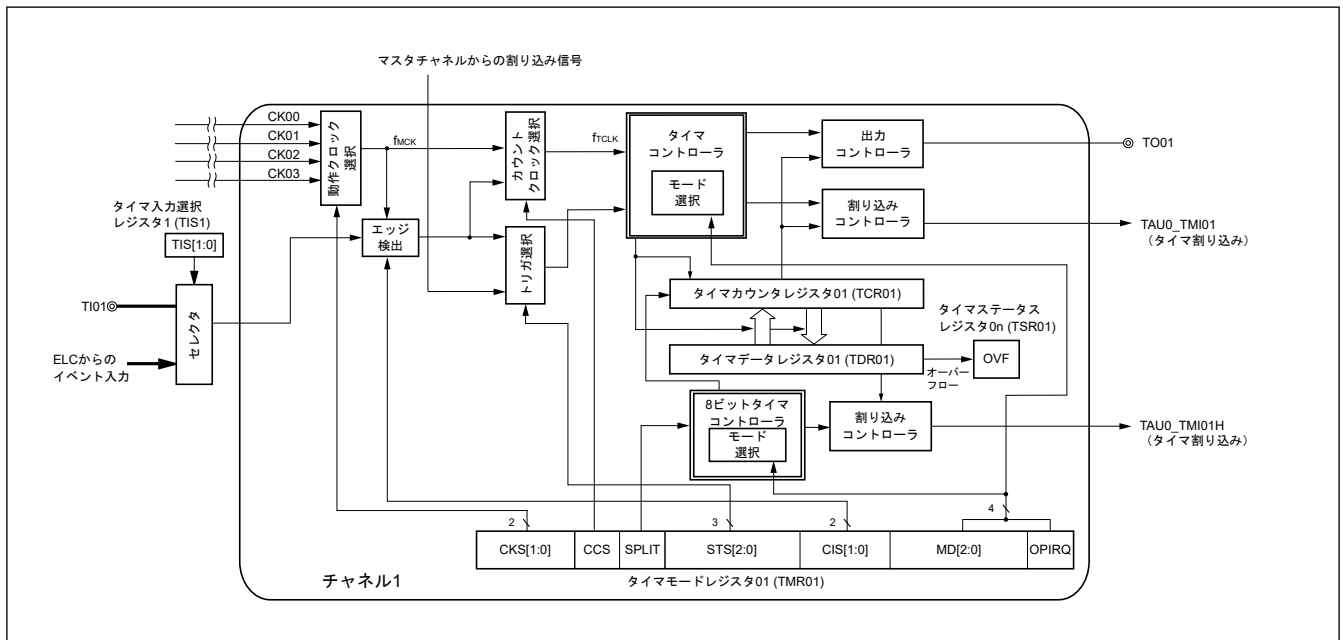 マスタチャネルからの割り込み信号
CK00
CK01
CK02
CK03
動作クロック
選択
fMCK
カウント
クロック選択
fTCLK
タイマ
コントローラ
モード
選択
出力
コントローラ
TO01
タイマ入力選択
レジスタ1 (TIS1)
TIS[1:0]
エッジ
検出
トリガ選択
割り込み
コントローラ
TAU0_TMI01
(タイマ割り込み)
TI01
セレクタ
ELCからの
イベント入力
タイマカウンタレジスタ01 (TCR01)
タイマステータス
レジスタ0n (TSR01)
タイマデータレジスタ01 (TDR01)
OVF
オーバー
フロー
8ビットタイマ
コントローラ
モード
選択
割り込み
コントローラ
TAU0_TMI01H
(タイマ割り込み)
2
3
2
4
CKS[1:0]
CCS
SPLIT
STS[2:0]
CIS[1:0]
MD[2:0]
OPIRQ
チャネル1
タイマモードレジスタ01 (TMR01)